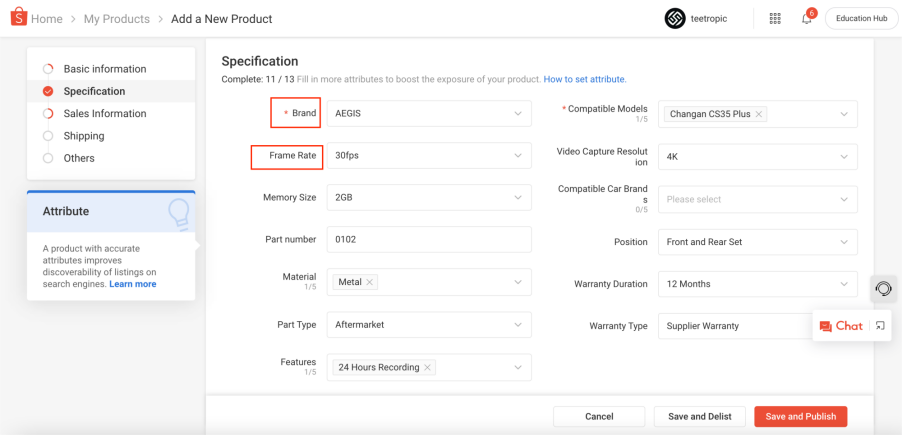 S Home > My Products > Add a New Product
teetropic
6
Education Hub
Basic information
Specification
Sales Information
Shipping
Others
Attribute
A product with accurate
attributes improves
discoverability of listings on
search engines. Learn more
Specification
Complete: 11 / 13 Fill in more attributes to boost the exposure of your product. How to set attribute.
* Brand
AEGIS
* Compatible Models
1/5
Changan CS35 Plus ×
Frame Rate
30fps
Video Capture Resolut
ion
4K
Memory Size
2GB
Compatible Car Brand
s
0/5
Please select
Part number
0102
Position
Front and Rear Set
Material
1/5
Metal ×
Warranty Duration
12 Months
Part Type
Aftermarket
Warranty Type
Supplier Warranty
Features
1/5
24 Hours Recording ×
Chat
Cancel
Save and Delist
Save and Publish